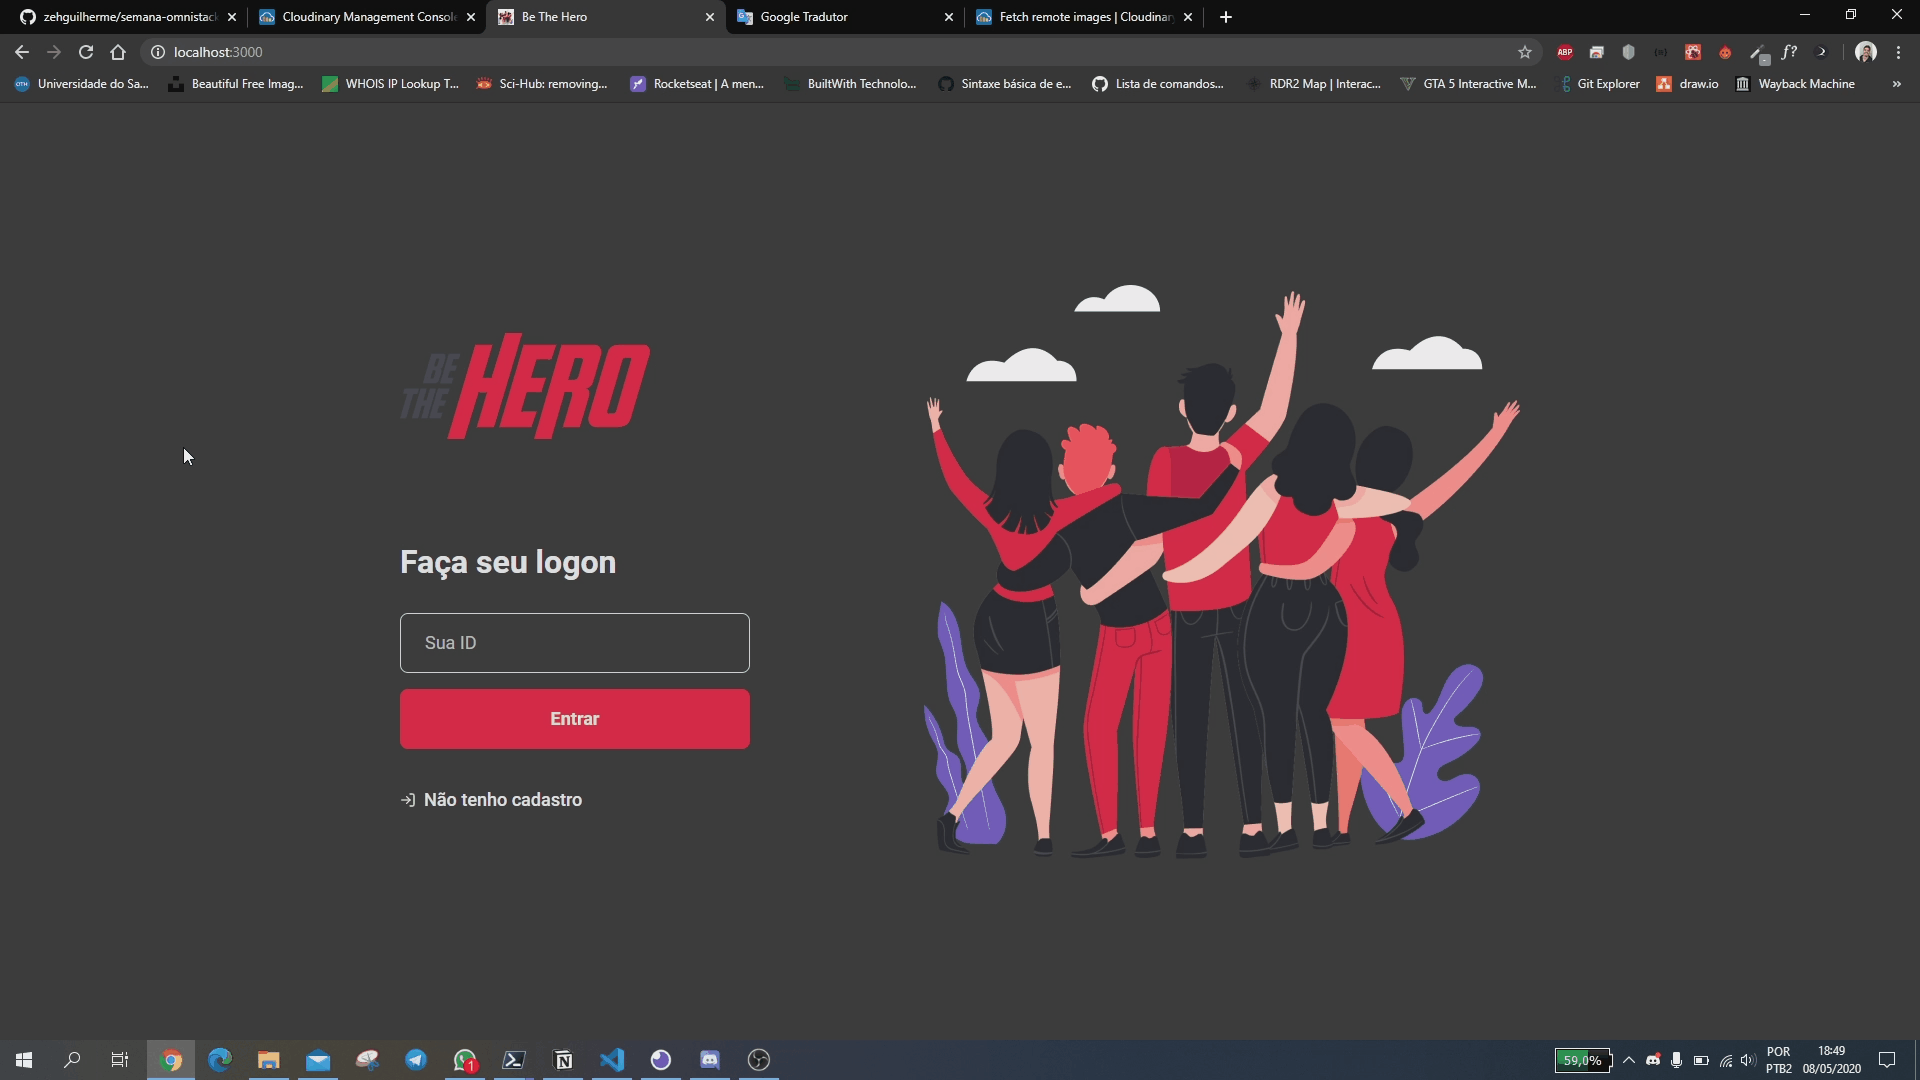 zehguilherme/semana-omnistack
Cloudinary Management Console
Be The Hero
Google Tradutor
Fetch remote images | Cloudinary
localhost:3000
ABP
f?
Universidade do Sa...
Beautiful Free Imag...
WHOIS IP Lookup T...
Sci-Hub: removing...
Rocketseat | A men...
BuiltWith Technolo...
Sintaxe básica de e...
Lista de comandos...
RDR2 Map | Interac...
GTA 5 Interactive M...
Git Explorer
draw.io
Wayback Machine
BE
THE
HERO
Faça seu logon
Sua ID
Entrar
Não tenho cadastro
1
59,0%
POR
PTB2
18:49
08/05/2020